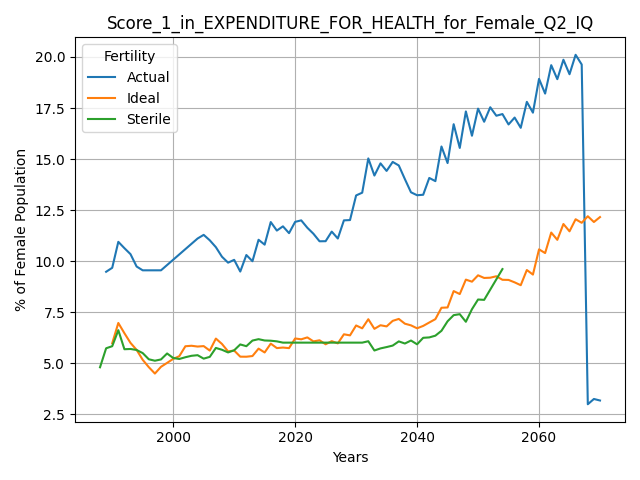 Score_1_in_EXPENDITURE_FOR_HEALTH_for_Female_Q2_IQ
Fertility
Actual
Ideal
Sterile
% of Female Population
20.0
17.5
15.0
12.5
10.0
7.5
5.0
2.5
2000
2020
2040
2060
Years